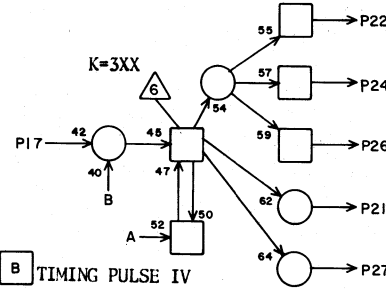 55
P22
K=3XX
6
57
P24
54
42
45
59
P17
P26
40
47
62
P21
B
50
A
52
64
P27
B TIMING PULSE IV